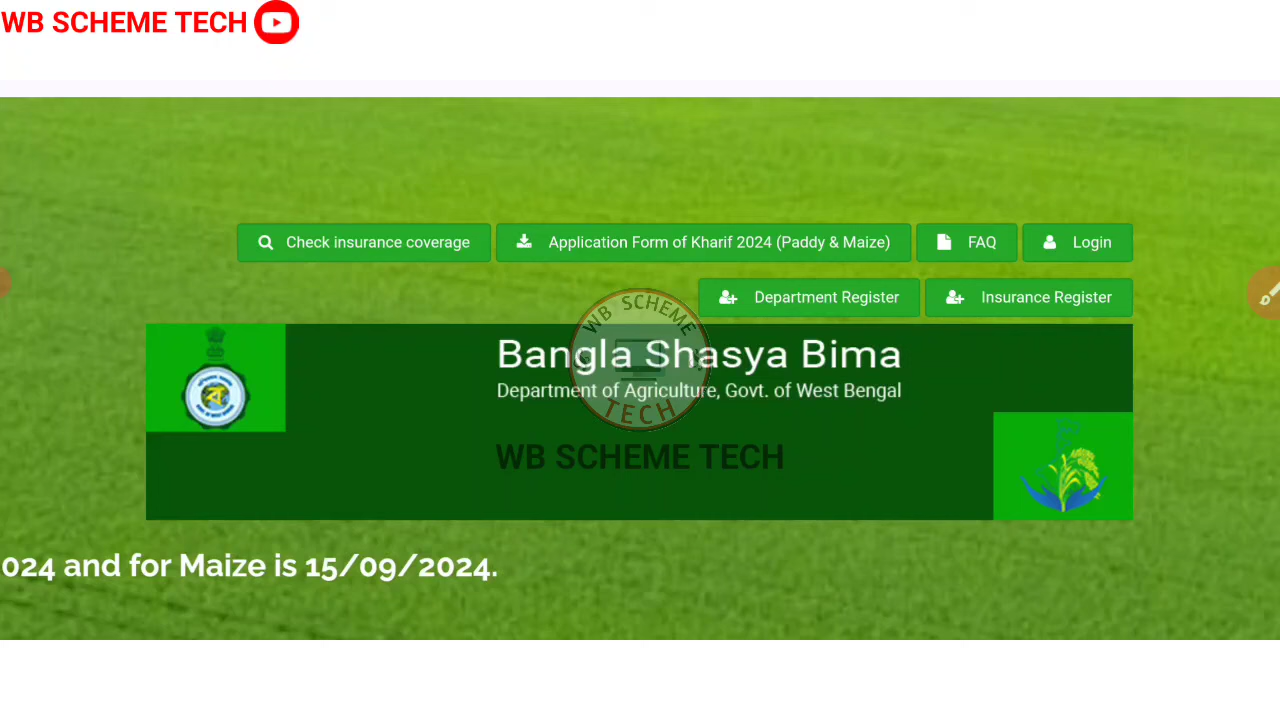 WB SCHEME TECH
Check insurance coverage
Application Form of Kharif 2024 (Paddy & Maize)
FAQ
Login
Department Register
Insurance Register
WB SCHEME
TECH
Bangla Shasya Bima
Department of Agriculture, Govt. of West Bengal
WB SCHEME TECH
024 and for Maize is 15/09/2024.